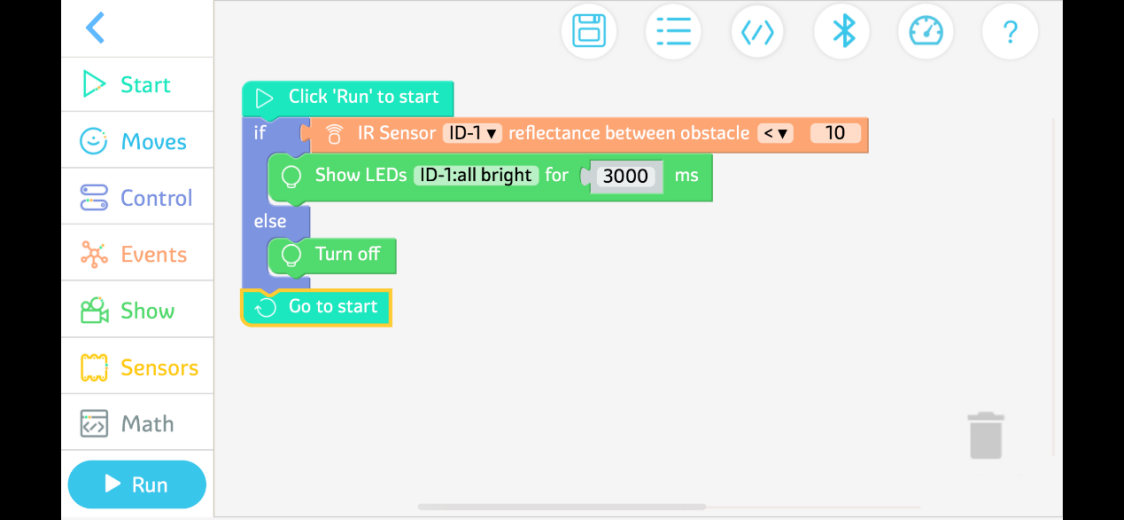 Start
Moves
Control
Events
Show
Sensors
Math
Run
?
Click 'Run' to start
if IR Sensor ID-1 reflectance between obstacle < 10
Show LEDs ID-1:all bright for 3000 ms
else
Turn off
Go to start